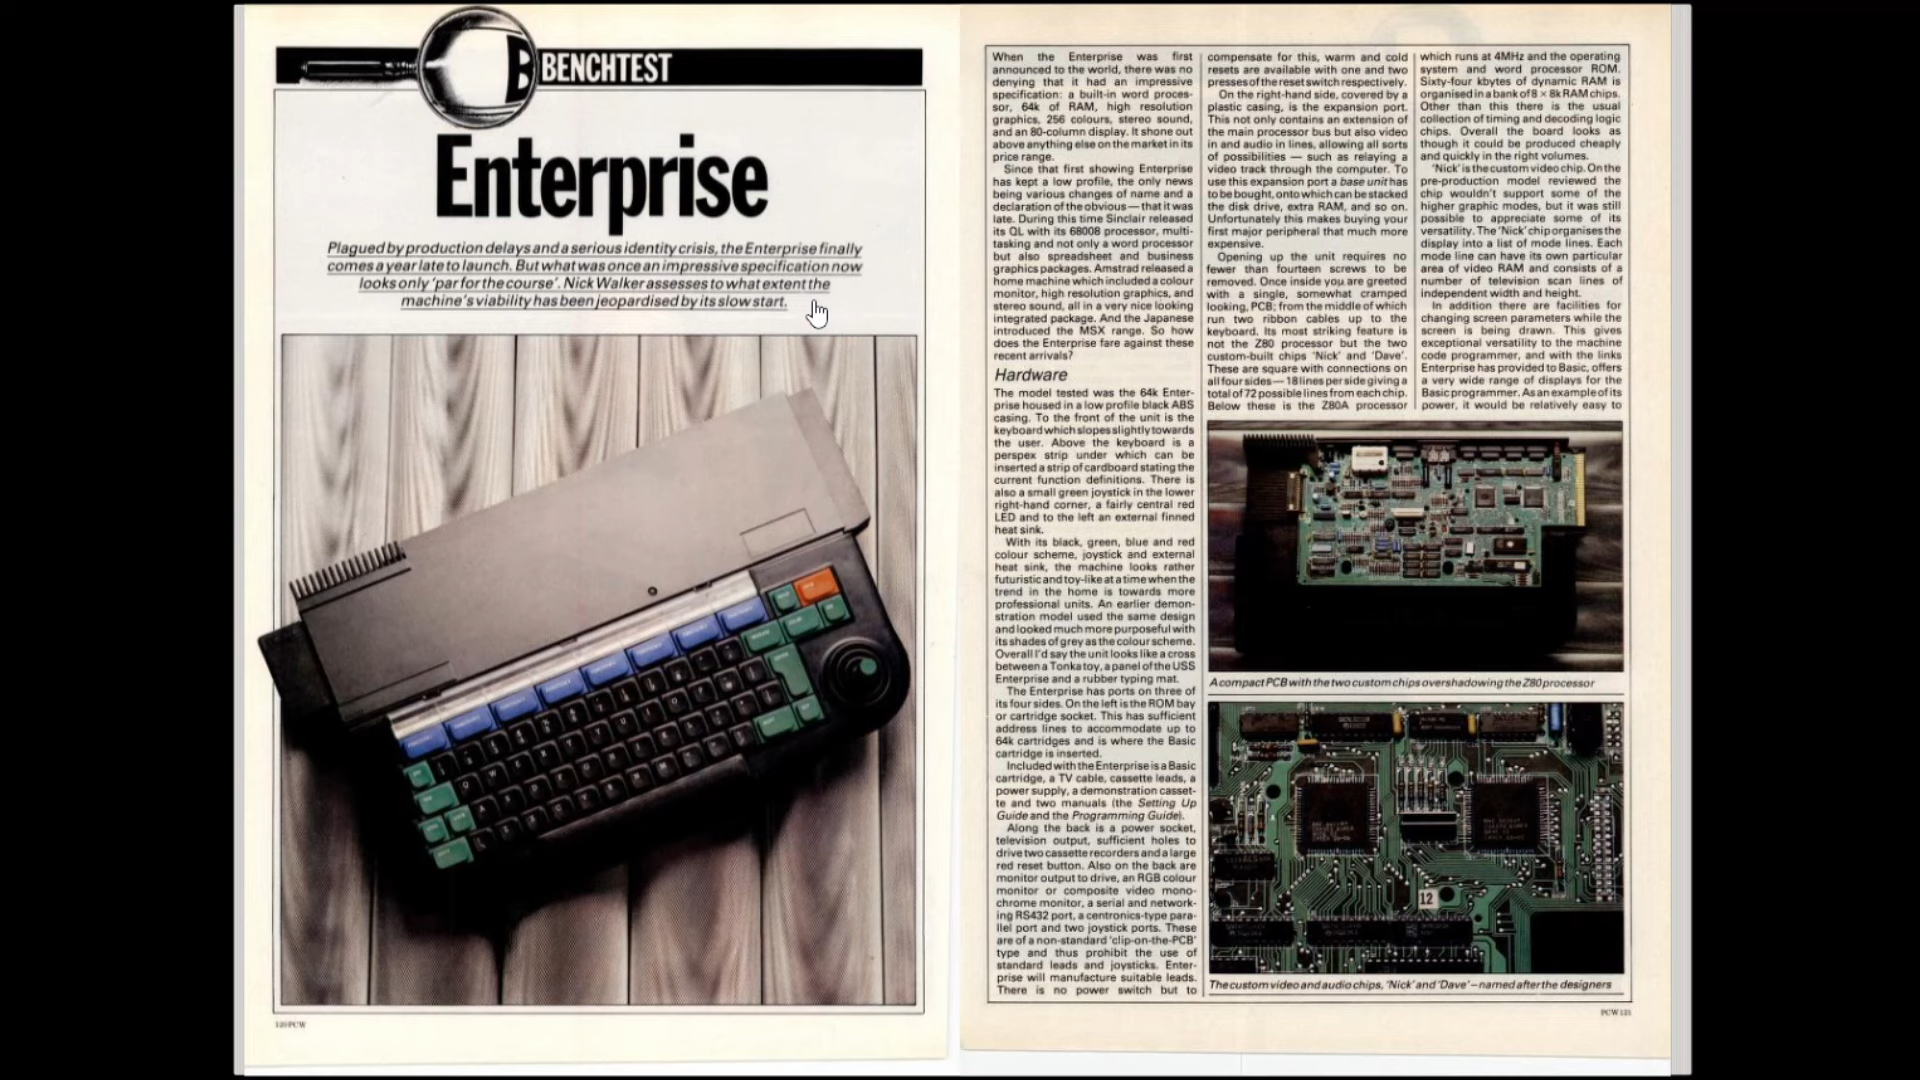 BENCHTEST
Enterprise
Plagued by production delays and a serious identity crisis, the Enterprise finally
comes a year late to launch. But what was once an impressive specification now
looks only 'par for the course'. Nick Walker assesses to what extent the
machine's viability has been jeopardised by its slow start.
120 PCW
When the Enterprise was first
announced to the world, there was no
denying that it had an impressive
specification: a built-in word proces-
sor, 64k of RAM, high resolution
graphics, 256 colours, stereo sound,
and an 80-column display. It shone out
above anything else on the market in its
price range.
Since that first showing Enterprise
has kept a low profile, the only news
being various changes of name and a
declaration of the obvious — that it was
late. During this time Sinclair released
its QL with its 68008 processor, multi-
tasking and not only a word processor
but also spreadsheet and business
graphics packages. Amstrad released a
home machine which included a colour
monitor, high resolution graphics, and
stereo sound, all in a very nice looking
integrated package. And the Japanese
introduced the MSX range. So how
does the Enterprise fare against these
recent arrivals?
Hardware
The model tested was the 64k Enter-
prise housed in a low profile black ABS
casing. To the front of the unit is the
keyboard which slopes slightly towards
the user. Above the keyboard is a
perspex strip under which can be
inserted a strip of cardboard stating the
current function definitions. There is
also a small green joystick in the lower
right-hand corner, a fairly central red
LED and to the left an external finned
heat sink.
With its black, green, blue and red
colour scheme, joystick and external
heat sink, the machine looks rather
futuristic and toy-like at a time when the
trend in the home is towards more
professional units. An earlier demon-
stration model used the same design
and looked much more purposeful with
its shades of grey as the colour scheme.
Overall I'd say the unit looks like a cross
between a Tonka toy, a panel of the USS
Enterprise and a rubber typing mat.
The Enterprise has ports on three of
its four sides. On the left is the ROM bay
or cartridge socket. This has sufficient
address lines to accommodate up to
64k cartridges and is where the Basic
cartridge is inserted.
Included with the Enterprise is a Basic
cartridge, a TV cable, cassette leads, a
power supply, a demonstration casset-
te and two manuals (the Setting Up
Guide and the Programming Guide).
Along the back is a power socket,
television output, sufficient holes to
drive two cassette recorders and a large
red reset button. Also on the back are
monitor output to drive, an RGB colour
monitor or composite video mono-
chrome monitor, a serial and network-
ing RS432 port, a centronics-type para-
llel port and two joystick ports. These
are of a non-standard 'clip-on-the-PCB'
type and thus prohibit the use of
standard leads and joysticks. Enter-
prise will manufacture suitable leads.
There is no power switch but to
compensate for this, warm and cold
resets are available with one and two
presses of the reset switch respectively.
On the right-hand side, covered by a
plastic casing, is the expansion port.
This not only contains an extension of
the main processor bus but also video
in and audio in lines, allowing all sorts
of possibilities — such as relaying a
video track through the computer. To
use this expansion port a base unit has
to be bought, onto which can be stacked
the disk drive, extra RAM, and so on.
Unfortunately this makes buying your
first major peripheral that much more
expensive.
Opening up the unit requires no
fewer than fourteen screws to be
removed. Once inside you are greeted
with a single, somewhat cramped
looking, PCB; from the middle of which
run two ribbon cables up to the
keyboard. Its most striking feature is
not the Z80 processor but the two
custom-built chips 'Nick' and 'Dave'.
These are square with connections on
all four sides — 18 lines per side giving a
total of 72 possible lines from each chip.
Below these is the Z80A processor
which runs at 4MHz and the operating
system and word processor ROM.
Sixty-four kbytes of dynamic RAM is
organised in a bank of 8 × 8k RAM chips.
Other than this there is the usual
collection of timing and decoding logic
chips. Overall the board looks as
though it could be produced cheaply
and quickly in the right volumes.
'Nick' is the custom video chip. On the
pre-production model reviewed the
chip wouldn't support some of the
higher graphic modes, but it was still
possible to appreciate some of its
versatility. The 'Nick' chip organises the
display into a list of mode lines. Each
mode line can have its own particular
area of video RAM and consists of a
number of television scan lines of
independent width and height.
In addition there are facilities for
changing screen parameters while the
screen is being drawn. This gives
exceptional versatility to the machine
code programmer, and with the links
Enterprise has provided to Basic, offers
a very wide range of displays for the
Basic programmer. As an example of its
power, it would be relatively easy to
A compact PCB with the two custom chips overshadowing the Z80 processor
12
The custom video and audio chips, 'Nick' and 'Dave' – named after the designers
PCW 121